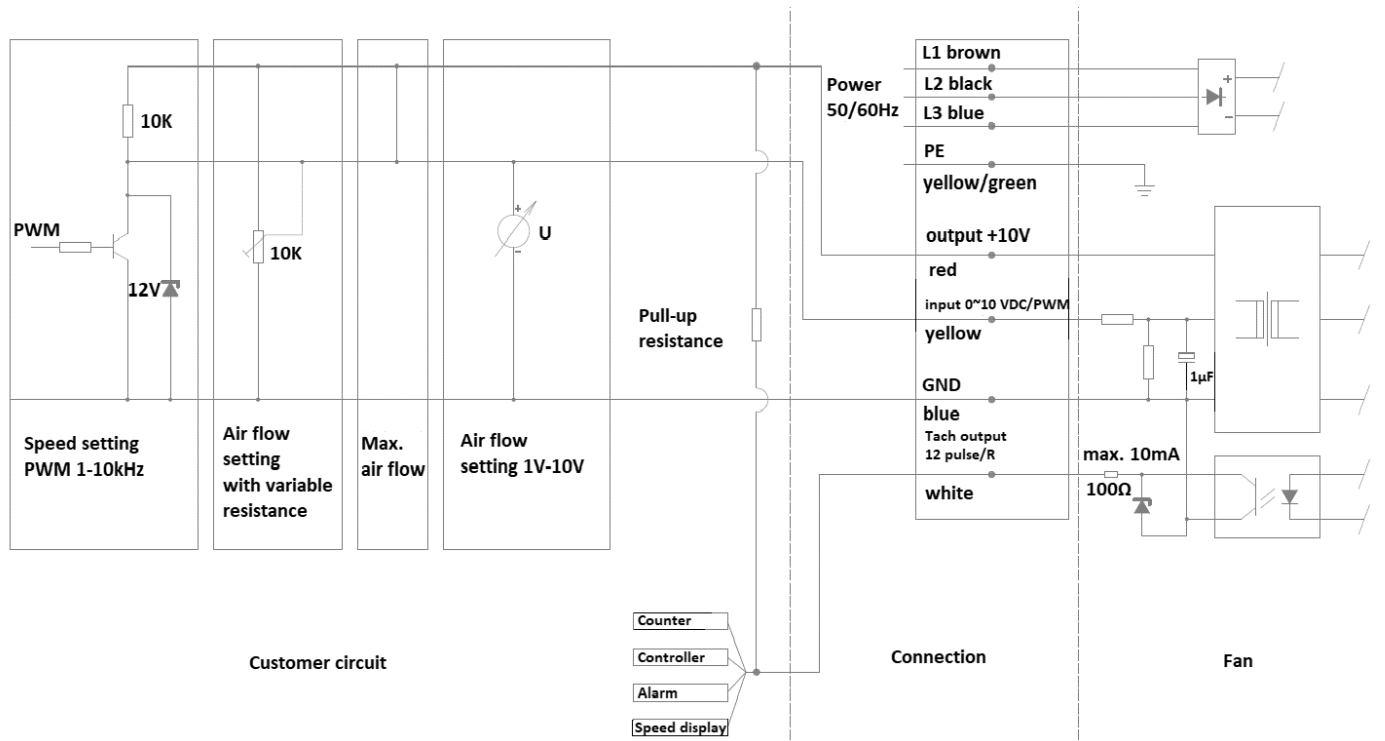 PWM
10K
12V
Speed setting
PWM 1-10kHz
10K
Air flow
setting
with variable
resistance
Max.
air flow
+
U
-
Air flow
setting 1V-10V
Pull-up
resistance
Counter
Controller
Alarm
Speed display
Customer circuit
Power
50/60Hz
L1 brown
L2 black
L3 blue
PE
yellow/green
output +10V
red
input 0~10 VDC/PWM
yellow
GND
blue
Tach output
12 pulse/R
white
Connection
+
-
1µF
max. 10mA
100Ω
Fan